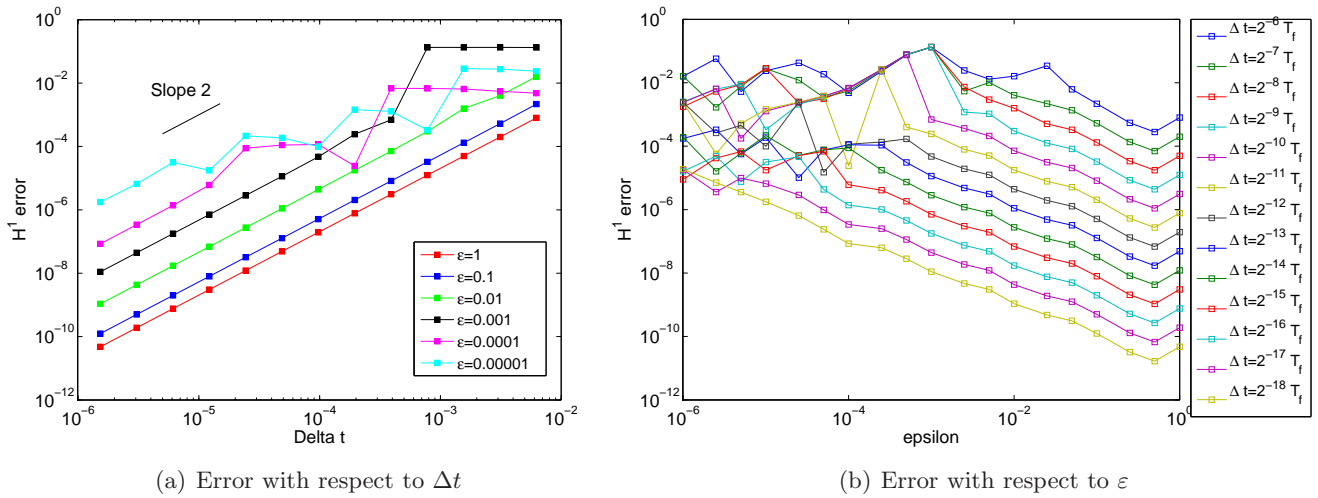 10^0
10^-2
10^-4
10^-6
10^-8
10^-10
10^-12
H^1 error
10^-6
10^-5
10^-4
10^-3
10^-2
Delta t
Slope 2
ε=1
ε=0.1
ε=0.01
ε=0.001
ε=0.0001
ε=0.00001
(a) Error with respect to Δt
10^0
10^-2
10^-4
10^-6
10^-8
10^-10
10^-12
H^1 error
10^-6
10^-4
10^-2
10^0
epsilon
Δ t=2^-6 T_f
Δ t=2^-7 T_f
Δ t=2^-8 T_f
Δ t=2^-9 T_f
Δ t=2^-10 T_f
Δ t=2^-11 T_f
Δ t=2^-12 T_f
Δ t=2^-13 T_f
Δ t=2^-14 T_f
Δ t=2^-15 T_f
Δ t=2^-16 T_f
Δ t=2^-17 T_f
Δ t=2^-18 T_f
(b) Error with respect to ε